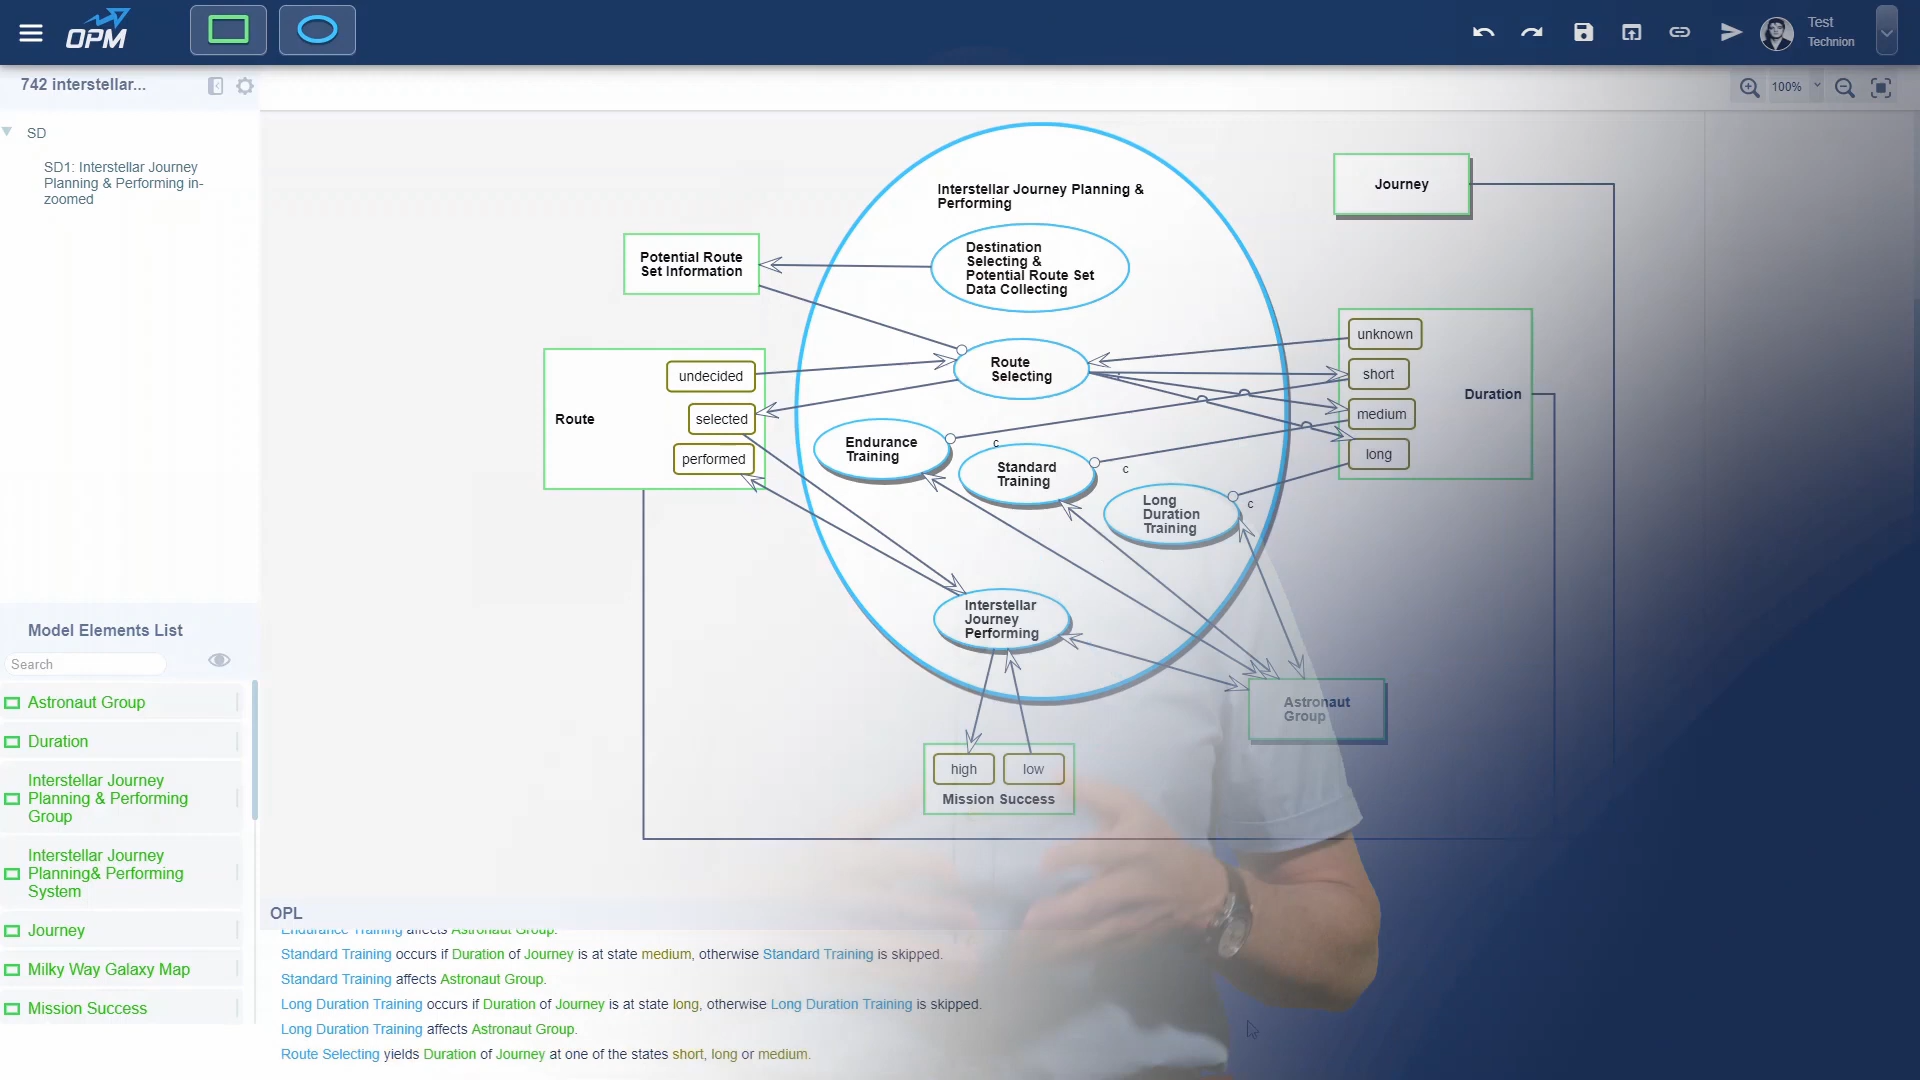 OPM
Test
Technion
742 interstellar...
100%
SD
SD1: Interstellar Journey
Planning & Performing in-
zoomed
Interstellar Journey Planning &
Performing
Journey
Destination
Selecting &
Potential Route Set
Data Collecting
Potential Route
Set Information
unknown
Route
Selecting
short
undecided
Duration
medium
Route
selected
Endurance
Training
c
long
performed
Standard
Training
c
Long
Duration
Training
c
Interstellar
Journey
Performing
Astronaut
Group
high
low
Mission Success
Model Elements List
Search
Astronaut Group
Duration
Interstellar Journey
Planning & Performing
Group
Interstellar Journey
Planning& Performing
System
Journey
Milky Way Galaxy Map
Mission Success
OPL
Endurance Training affects Astronaut Group.
Standard Training occurs if Duration of Journey is at state medium, otherwise Standard Training is skipped.
Standard Training affects Astronaut Group.
Long Duration Training occurs if Duration of Journey is at state long, otherwise Long Duration Training is skipped.
Long Duration Training affects Astronaut Group.
Route Selecting yields Duration of Journey at one of the states short, long or medium.